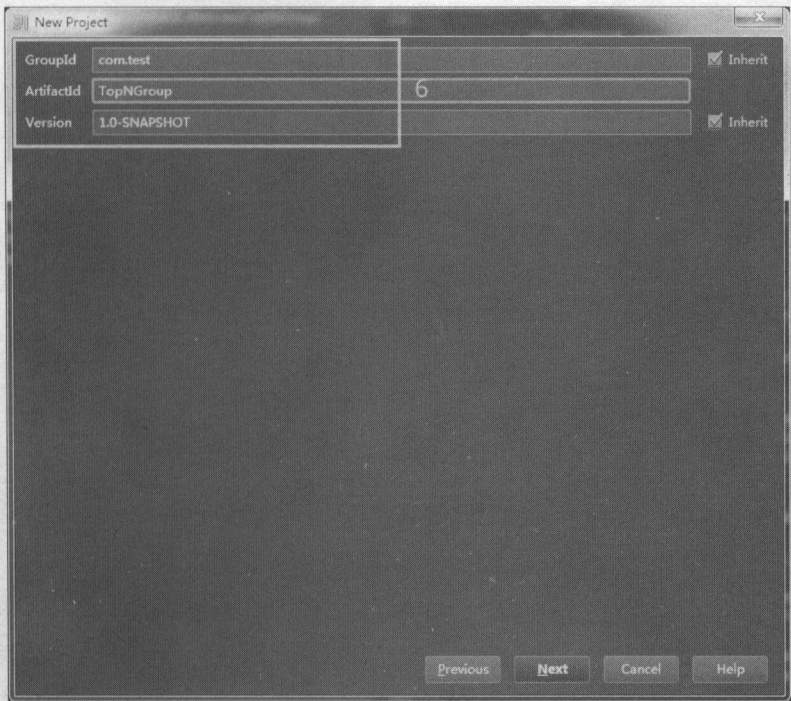 New Project
GroupId com.test Inherit
ArtifactId TopNGroup 6
Version 1.0-SNAPSHOT Inherit
Previous Next Cancel Help